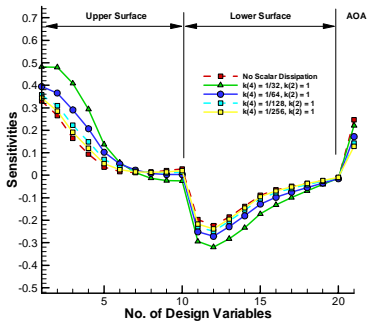 Upper Surface
Lower Surface
AOA
0.7
0.6
0.5
0.4
0.3
0.2
0.1
0
-0.1
-0.2
-0.3
-0.4
-0.5
Sensitivities
No Scalar Dissipation
k(4) = 1/32, k(2) = 1
k(4) = 1/64, k(2) = 1
k(4) = 1/128, k(2) = 1
k(4) = 1/256, k(2) = 1
5
10
15
20
No. of Design Variables